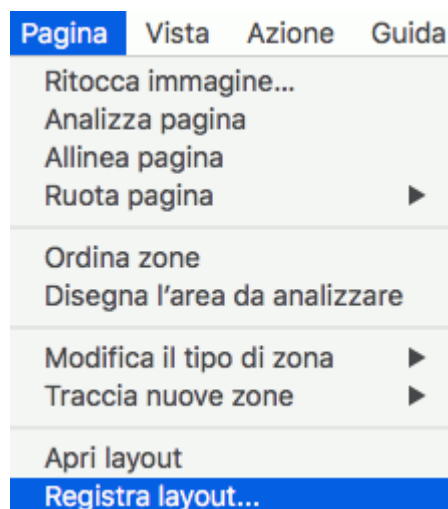 Pagina Vista Azione Guida
Ritocca immagine...
Analizza pagina
Allinea pagina
Ruota pagina
Ordina zone
Disegna l'area da analizzare
Modifica il tipo di zona
Traccia nuove zone
Apri layout
Registra layout...